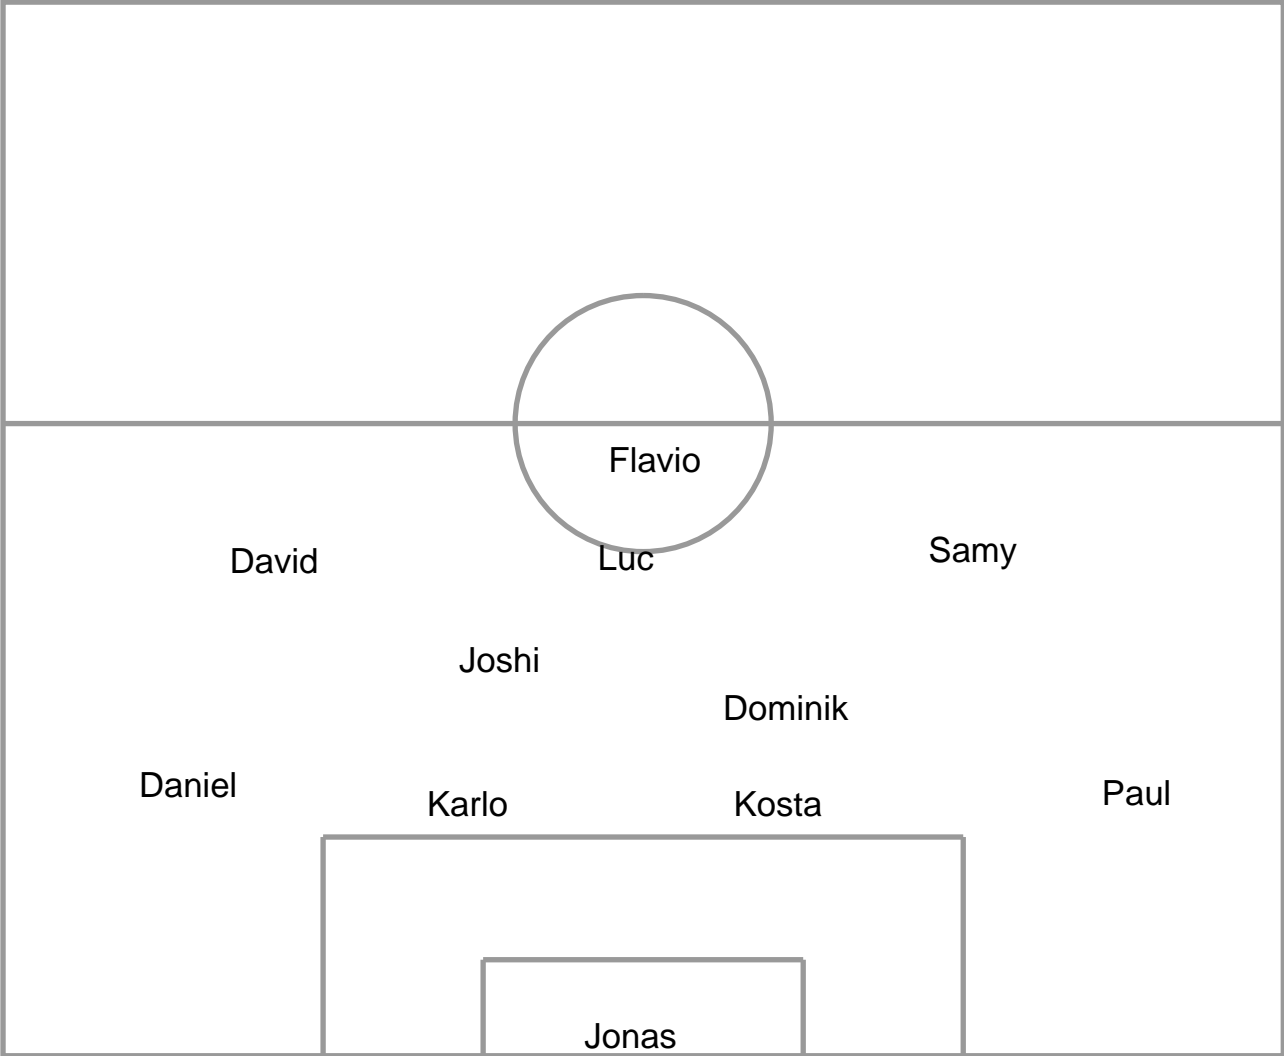 Flavio
David
Luc
Samy
Joshi
Dominik
Daniel
Karlo
Kosta
Paul
Jonas